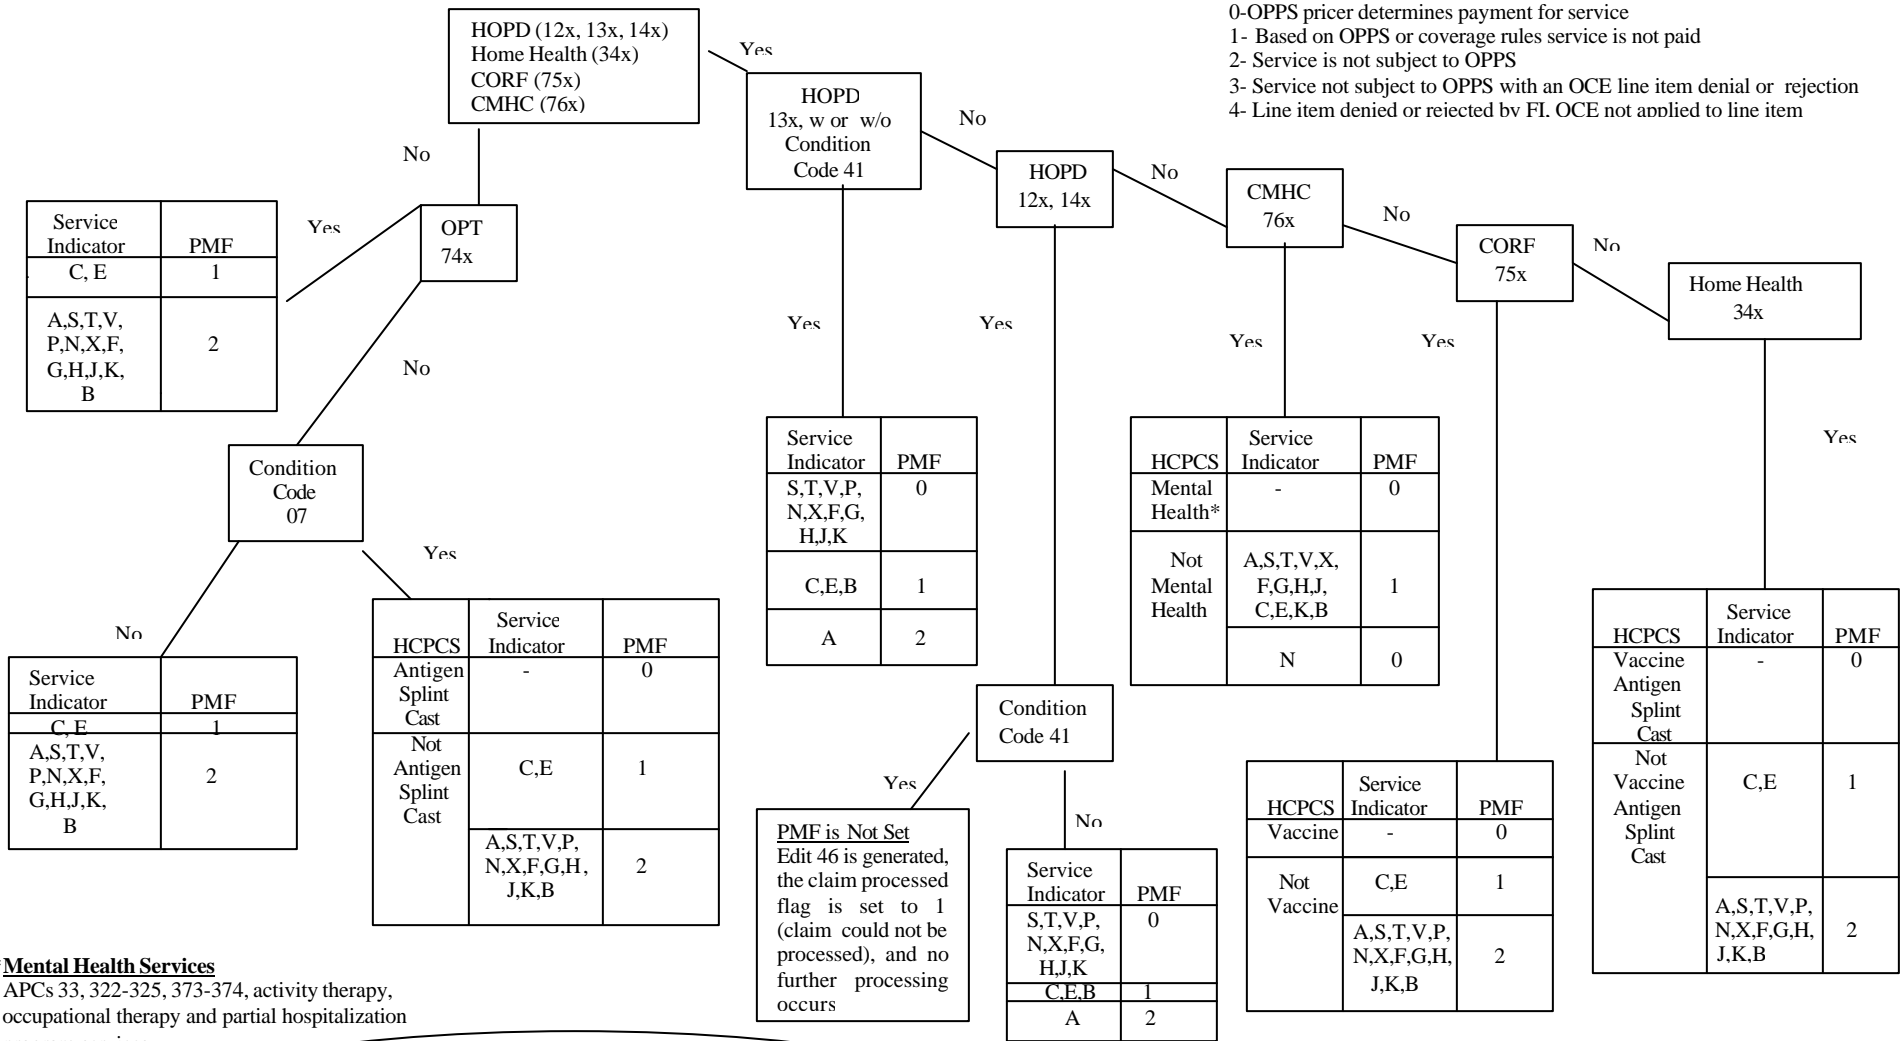 0-OPPS pricer determines payment for service
1- Based on OPPS or coverage rules service is not paid
2- Service is not subject to OPPS
3- Service not subject to OPPS with an OCE line item denial or rejection
4- Line item denied or rejected by FI, OCE not applied to line item
HOPD (12x, 13x, 14x)
Home Health (34x)
CORF (75x)
CMHC (76x)
Yes
No
HOPD
13x, w or w/o
Condition
Code 41
No
HOPD
12x, 14x
No
CMHC
76x
No
CORF
75x
No
Home Health
34x
OPT
74x
Yes
Service
Indicator PMF
C, E 1
A,S,T,V,
P,N,X,F,
G,H,J,K,
B
2
No
Condition
Code
07
No
Yes
Service
Indicator PMF
C, E 1
A,S,T,V,
P,N,X,F,
G,H,J,K,
B
2
HCPCS Service
Indicator PMF
Antigen
Splint
Cast
- 0
Not
Antigen
Splint
Cast
C,E 1
A,S,T,V,P,
N,X,F,G,H,
J,K,B
2
Yes
Service
Indicator PMF
S,T,V,P,
N,X,F,G,
H,J,K
0
C,E,B 1
A 2
Yes
Condition
Code 41
Yes
PMF is Not Set
Edit 46 is generated,
the claim processed
flag is set to 1
(claim could not be
processed), and no
further processing
occurs
No
Service
Indicator PMF
S,T,V,P,
N,X,F,G,
H,J,K
0
C,E,B 1
A 2
Yes
HCPCS Service
Indicator PMF
Mental
Health*
- 0
Not
Mental
Health
A,S,T,V,X,
F,G,H,J,
C,E,K,B
1
N 0
Yes
HCPCS Service
Indicator PMF
Vaccine - 0
Not
Vaccine
C,E 1
A,S,T,V,P,
N,X,F,G,H,
J,K,B
2
Yes
HCPCS Service
Indicator PMF
Vaccine
Antigen
Splint
Cast
- 0
Not
Vaccine
Antigen
Splint
Cast
C,E 1
A,S,T,V,P,
N,X,F,G,H,
J,K,B
2
*Mental Health Services
APCs 33, 322-325, 373-374, activity therapy,
occupational therapy and partial hospitalization